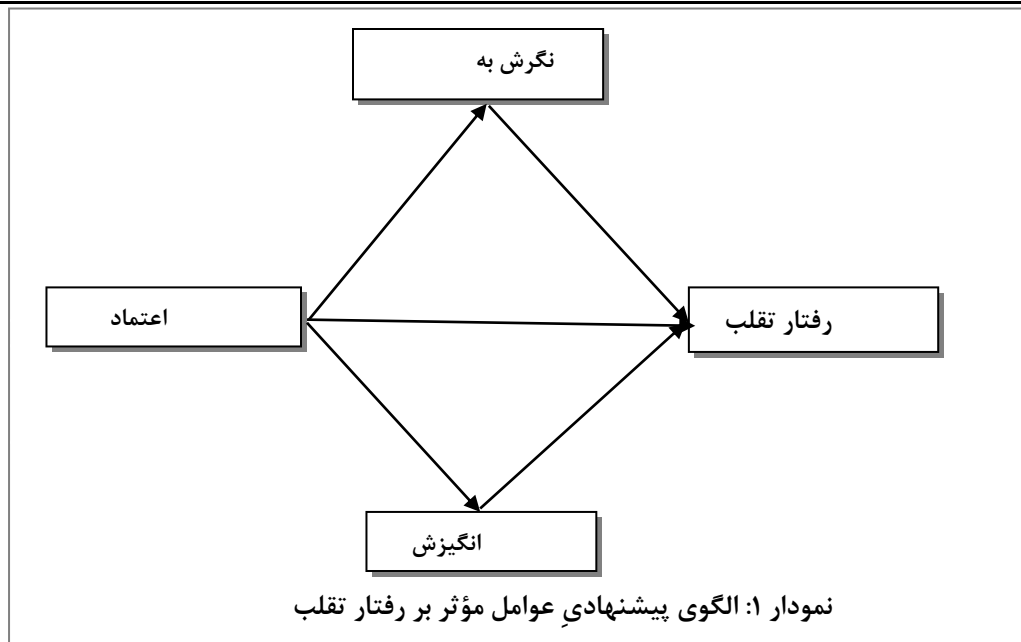 نگرش به
اعتماد
رفتار تقلب
انگیزش
نمودار ۱: الگوی پیشنهادیِ عوامل مؤثر بر رفتار تقلب